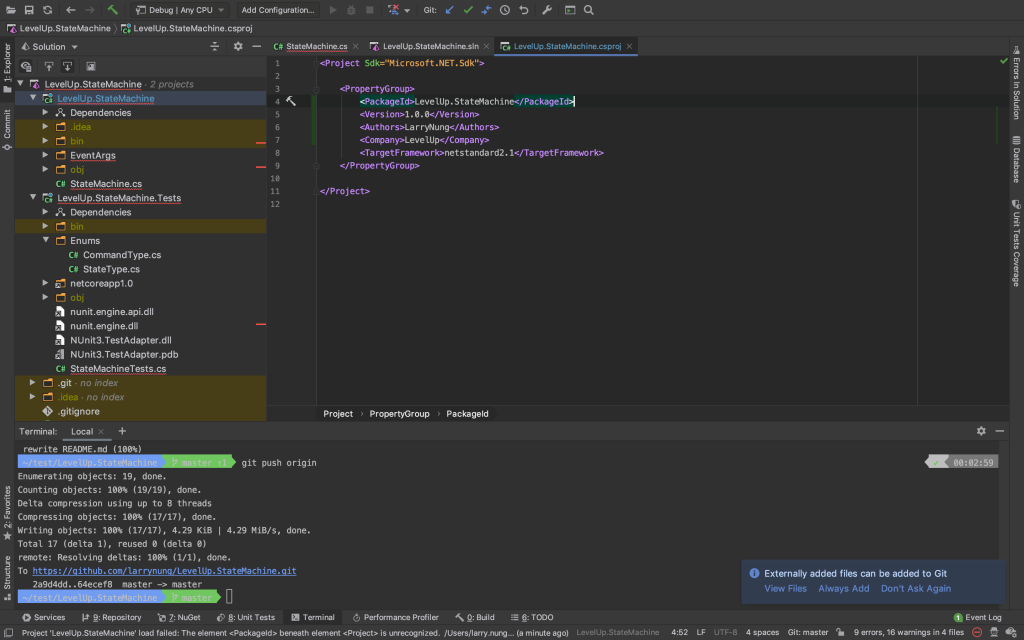 Debug | Any CPU
Add Configuration...
Git:
LevelUp.StateMachine
LevelUp.StateMachine.csproj
Solution
StateMachine.cs
LevelUp.StateMachine.sln
LevelUp.StateMachine.csproj
LevelUp.StateMachine · 2 projects
LevelUp.StateMachine
Dependencies
.idea
bin
EventArgs
obj
C# StateMachine.cs
LevelUp.StateMachine.Tests
Dependencies
bin
Enums
C# CommandType.cs
C# StateType.cs
netcoreapp1.0
obj
nunit.engine.api.dll
nunit.engine.dll
NUnit3.TestAdapter.dll
NUnit3.TestAdapter.pdb
C# StateMachineTests.cs
.git · no index
.idea · no index
.gitignore
1 <Project Sdk="Microsoft.NET.Sdk">
2
3 <PropertyGroup>
4 <PackageId>LevelUp.StateMachine</PackageId>
5 <Version>1.0.0</Version>
6 <Authors>LarryNung</Authors>
7 <Company>LevelUp</Company>
8 <TargetFramework>netstandard2.1</TargetFramework>
9 </PropertyGroup>
10
11 </Project>
12
Project › PropertyGroup › PackageId
1: Explorer
Commit
2: Favorites
Structure
Errors In Solution
Database
Unit Tests Coverage
Terminal: Local
rewrite README.md (100%)
~/test/LevelUp.StateMachine master ↑1 git push origin
00:02:59
Enumerating objects: 19, done.
Counting objects: 100% (19/19), done.
Delta compression using up to 8 threads
Compressing objects: 100% (17/17), done.
Writing objects: 100% (17/17), 4.29 KiB | 4.29 MiB/s, done.
Total 17 (delta 1), reused 0 (delta 0)
remote: Resolving deltas: 100% (1/1), done.
To https://github.com/larrynung/LevelUp.StateMachine.git
2a9d4dd..64ecef8 master -> master
~/test/LevelUp.StateMachine master
Externally added files can be added to Git
View Files Always Add Don't Ask Again
Services
9: Repository
7: NuGet
8: Unit Tests
Terminal
Performance Profiler
0: Build
6: TODO
1 Event Log
Project 'LevelUp.StateMachine' load failed: The element <PackageId> beneath element <Project> is unrecognized. /Users/larry.nung... (a minute ago)
LevelUp.StateMachine
4:52
LF
UTF-8
4 spaces
Git: master
9 errors, 16 warnings in 4 files